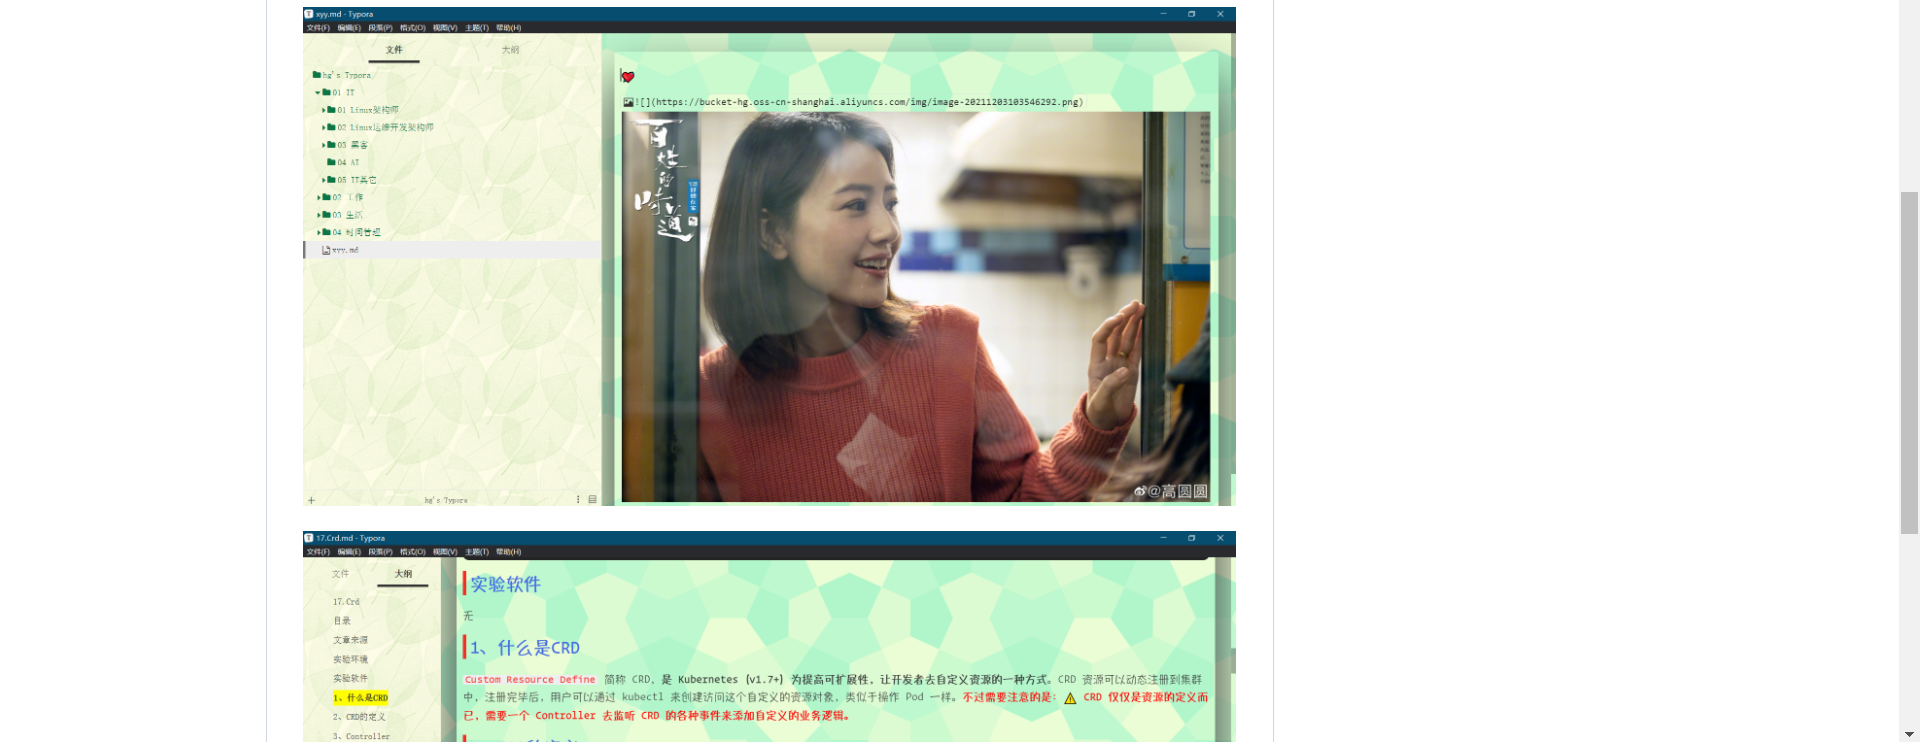 xyy.md - Typora
文件(F) 编辑(E) 段落(P) 格式(O) 视图(V) 主题(T) 帮助(H)
文件 大纲
hg's Typora
01 IT
01 Linux架构师
02 Linux运维开发架构师
03 黑客
04 AI
05 IT其它
02 工作
03 生活
04 时间管理
xyy.md
+ hg's Typora
![](https://bucket-hg.oss-cn-shanghai.aliyuncs.com/img/image-20211203103546292.png)
百姓的味道
@高圆圆
17.Crd.md - Typora
文件(F) 编辑(E) 段落(P) 格式(O) 视图(V) 主题(T) 帮助(H)
文件 大纲
17.Crd
目录
文章来源
实验环境
实验软件
1、什么是CRD
2、CRD的定义
3、Controller
实验软件
无
1、什么是CRD
Custom Resource Define 简称 CRD，是 Kubernetes（v1.7+）为提高可扩展性，让开发者去自定义资源的一种方式。CRD 资源可以动态注册到集群
中，注册完毕后，用户可以通过 kubectl 来创建访问这个自定义的资源对象，类似于操作 Pod 一样。不过需要注意的是：⚠ CRD 仅仅是资源的定义而
已，需要一个 Controller 去监听 CRD 的各种事件来添加自定义的业务逻辑。